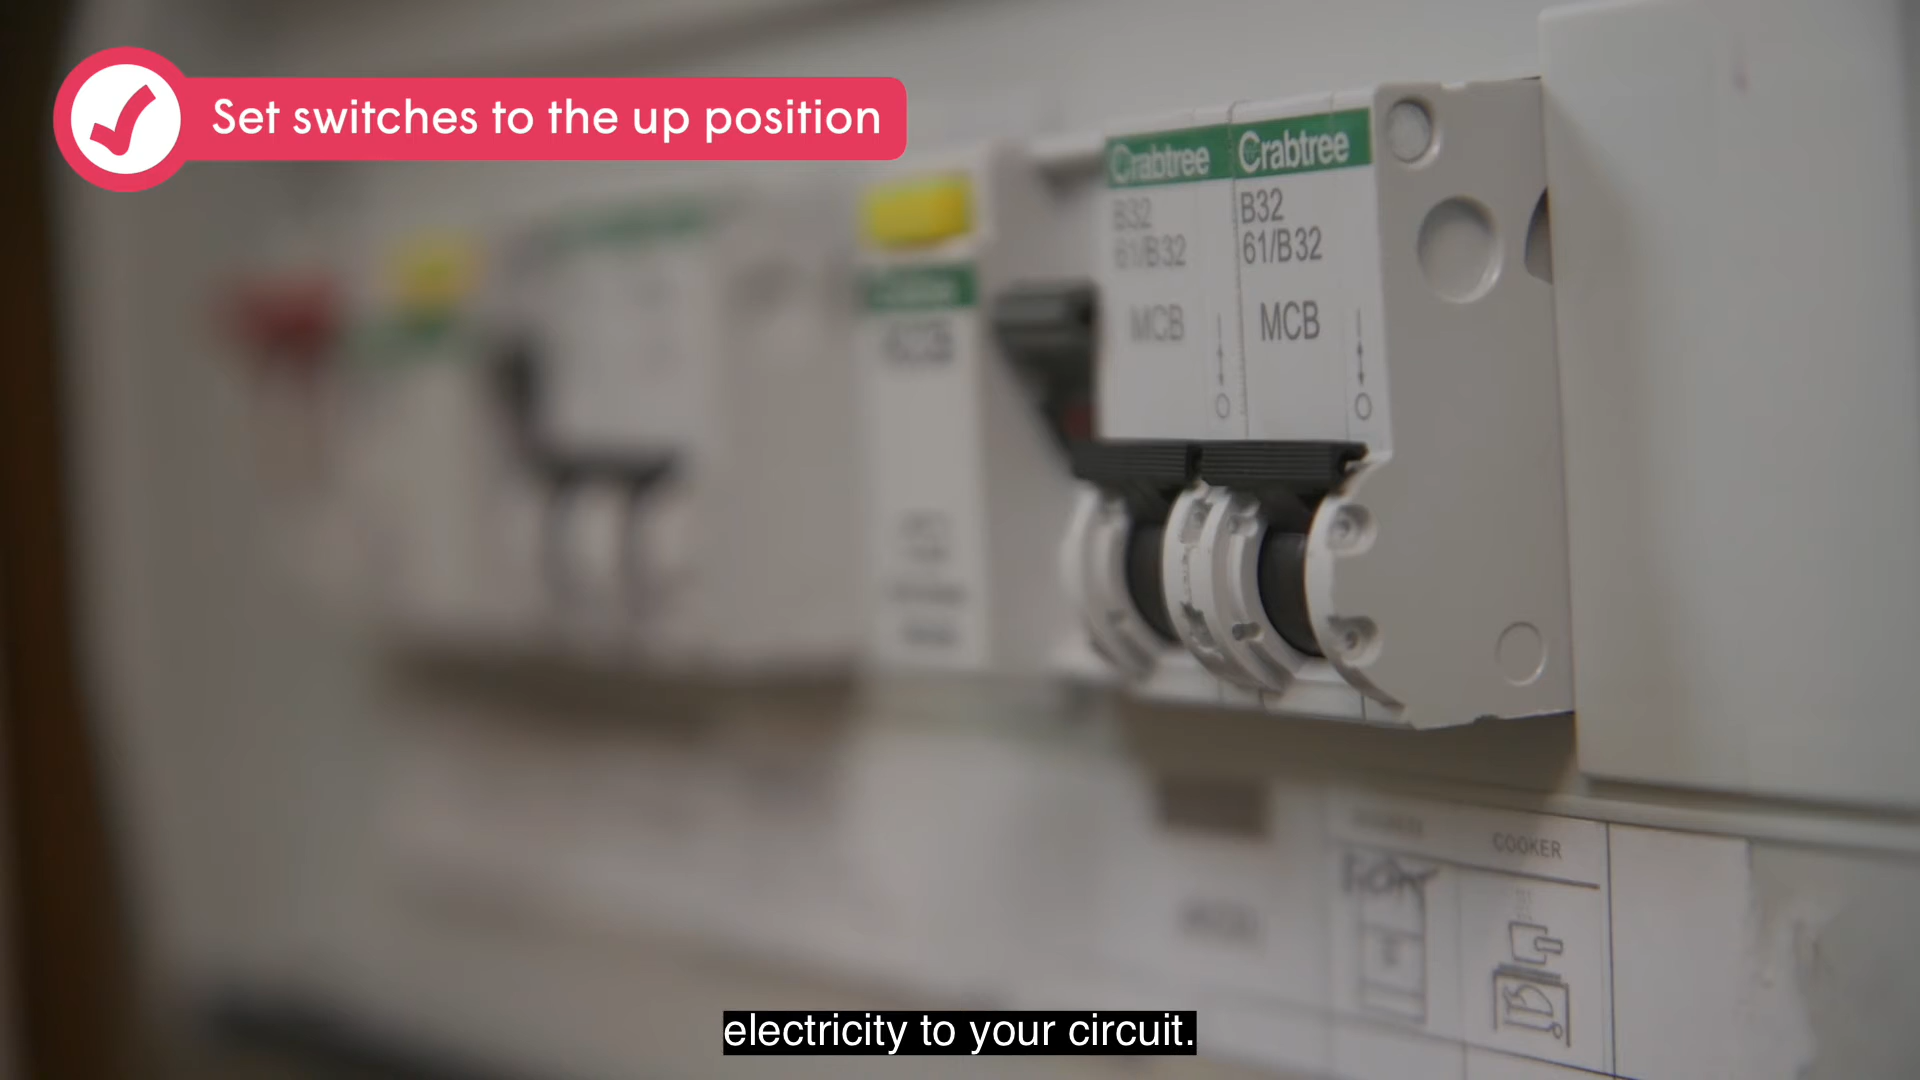 Set switches to the up position
Crabtree
B32
61/B32
MCB
Crabtree
B32
61/B32
MCB
COOKER
electricity to your circuit.